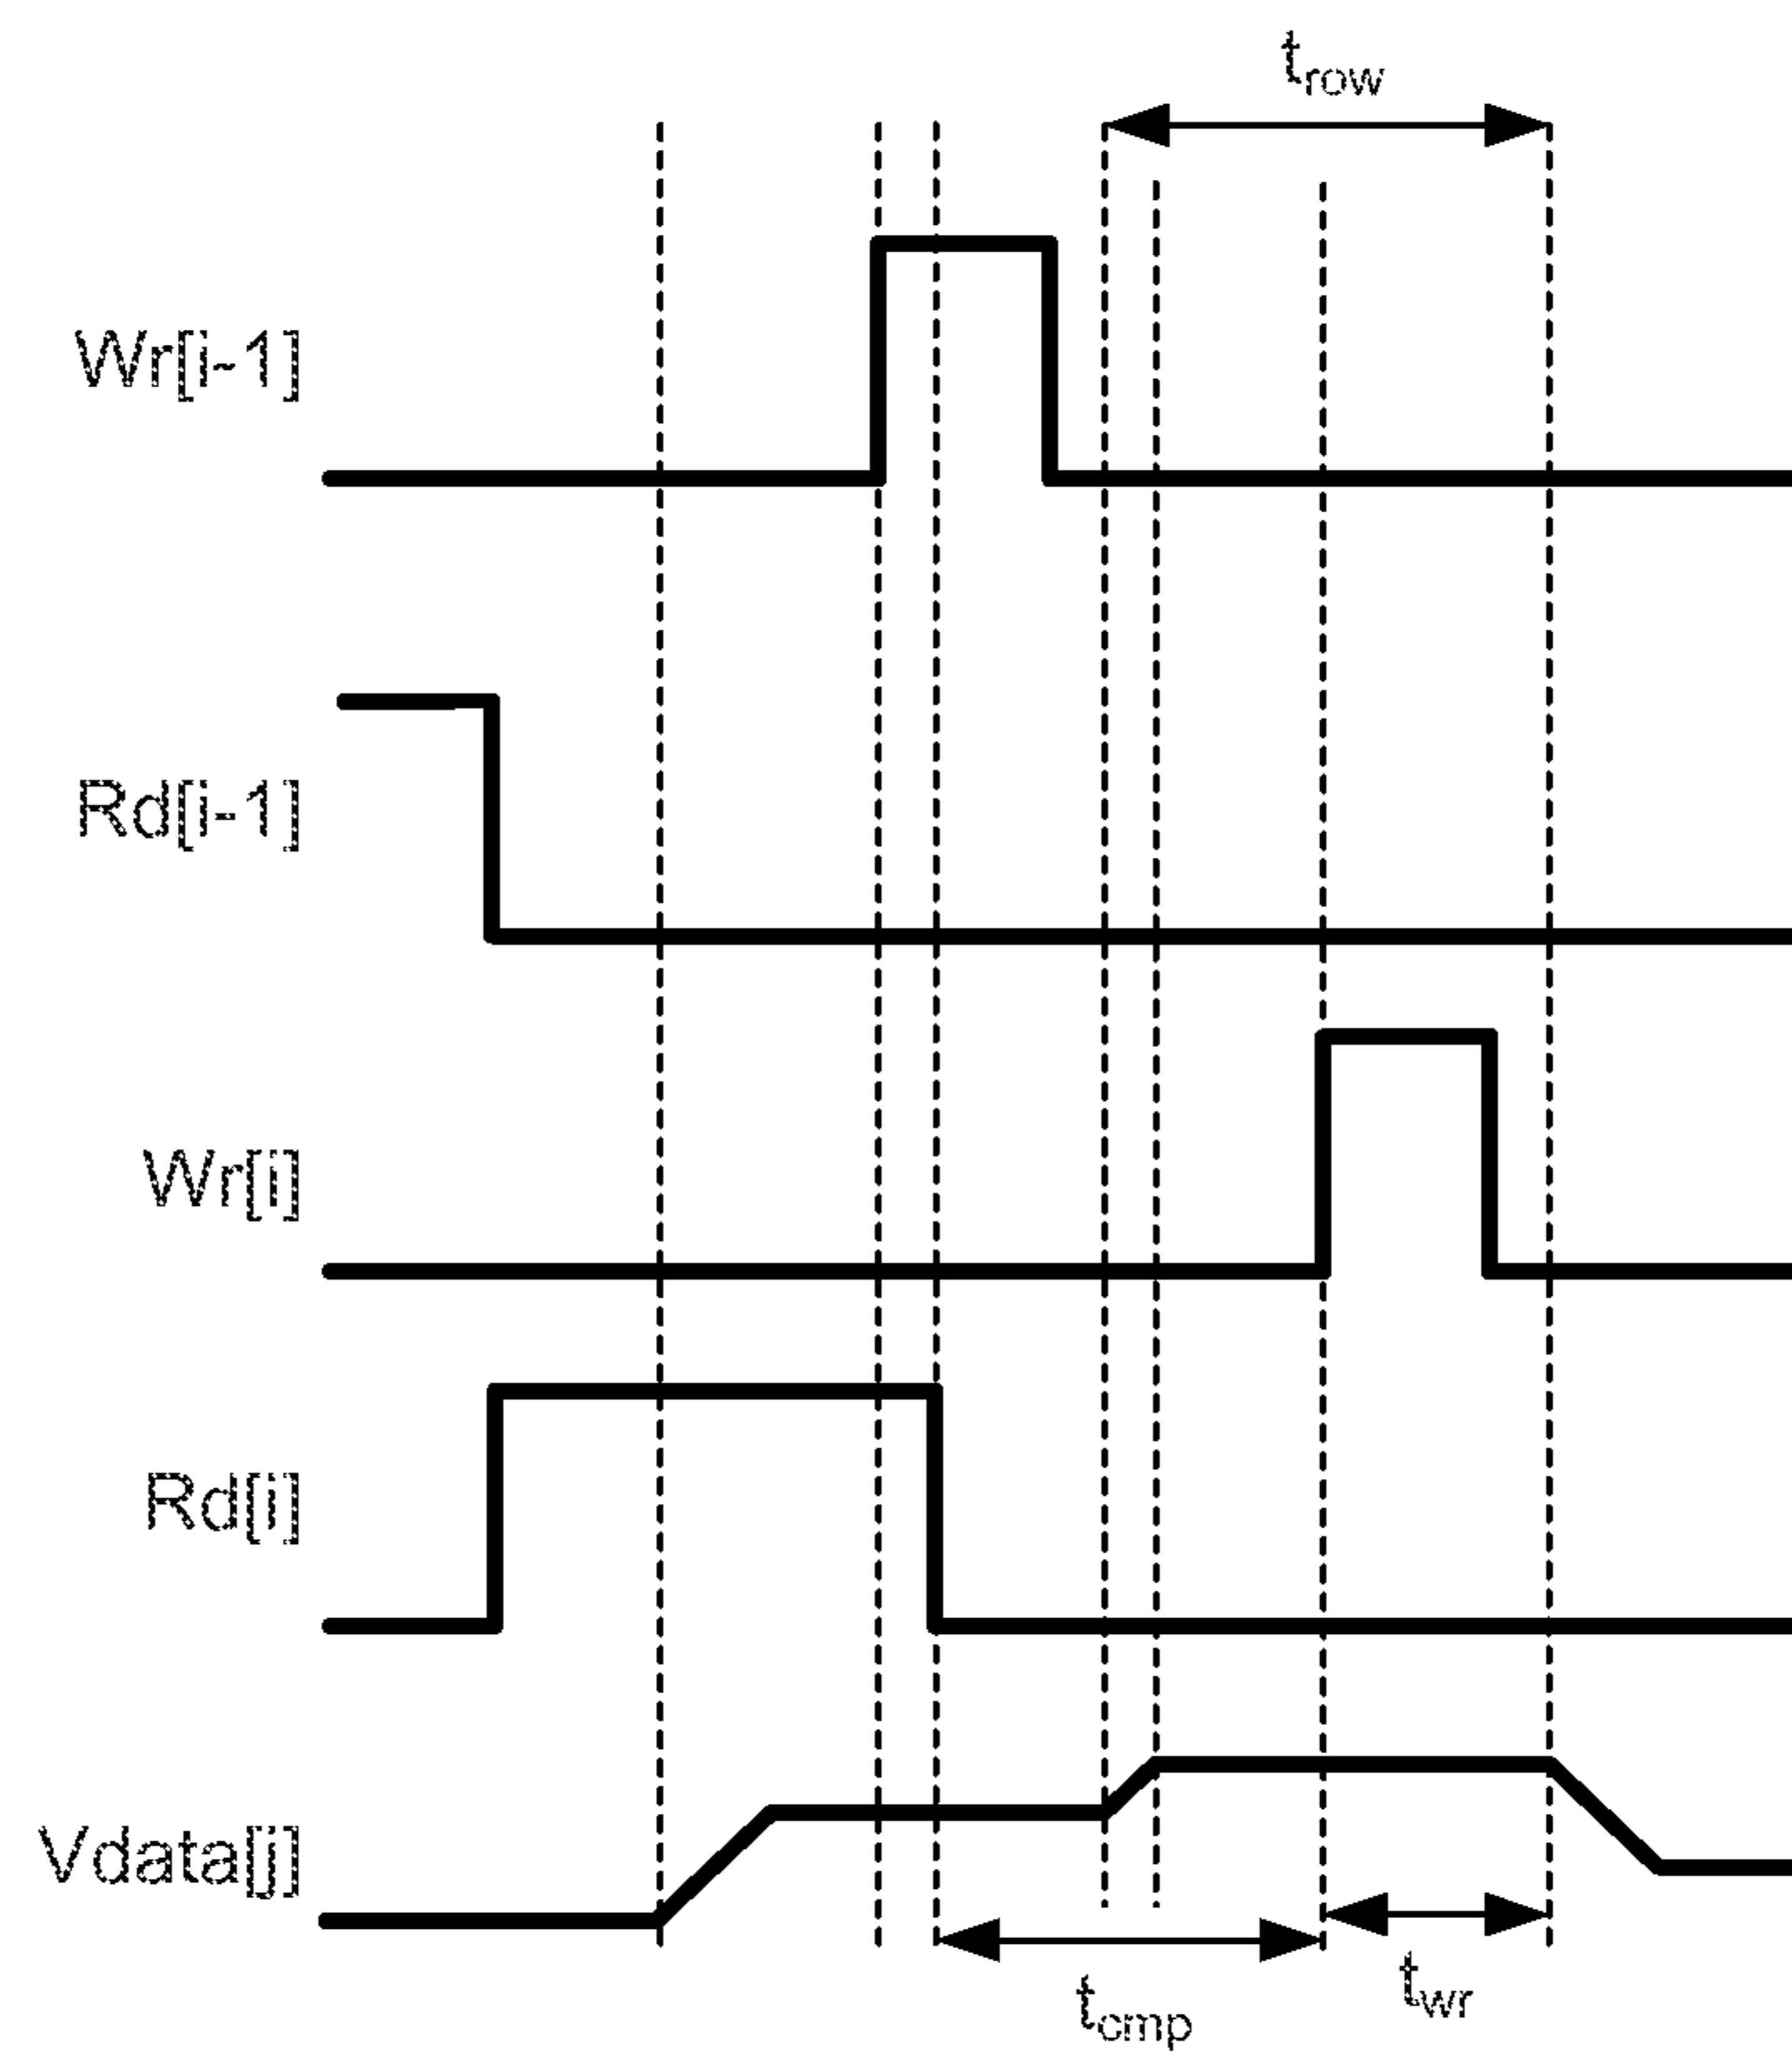 t_row
Wr[i-1]
Rd[i-1]
Wr[i]
Rd[i]
Vdata[j]
t_cmp
t_wr